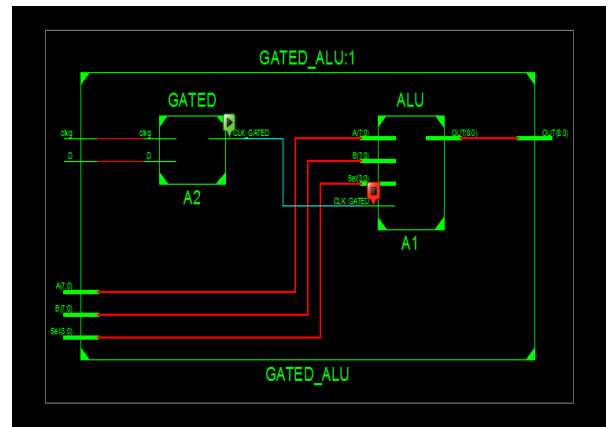 GATED_ALU:1
GATED
ALU
clkg
clkg
CLK_GATED
A(7:0)
OUT(8:0)
OUT(8:0)
D
D
B(7:0)
Sel(3:0)
A2
CLK_GATED
A1
A(7:0)
B(7:0)
Sel(3:0)
GATED_ALU